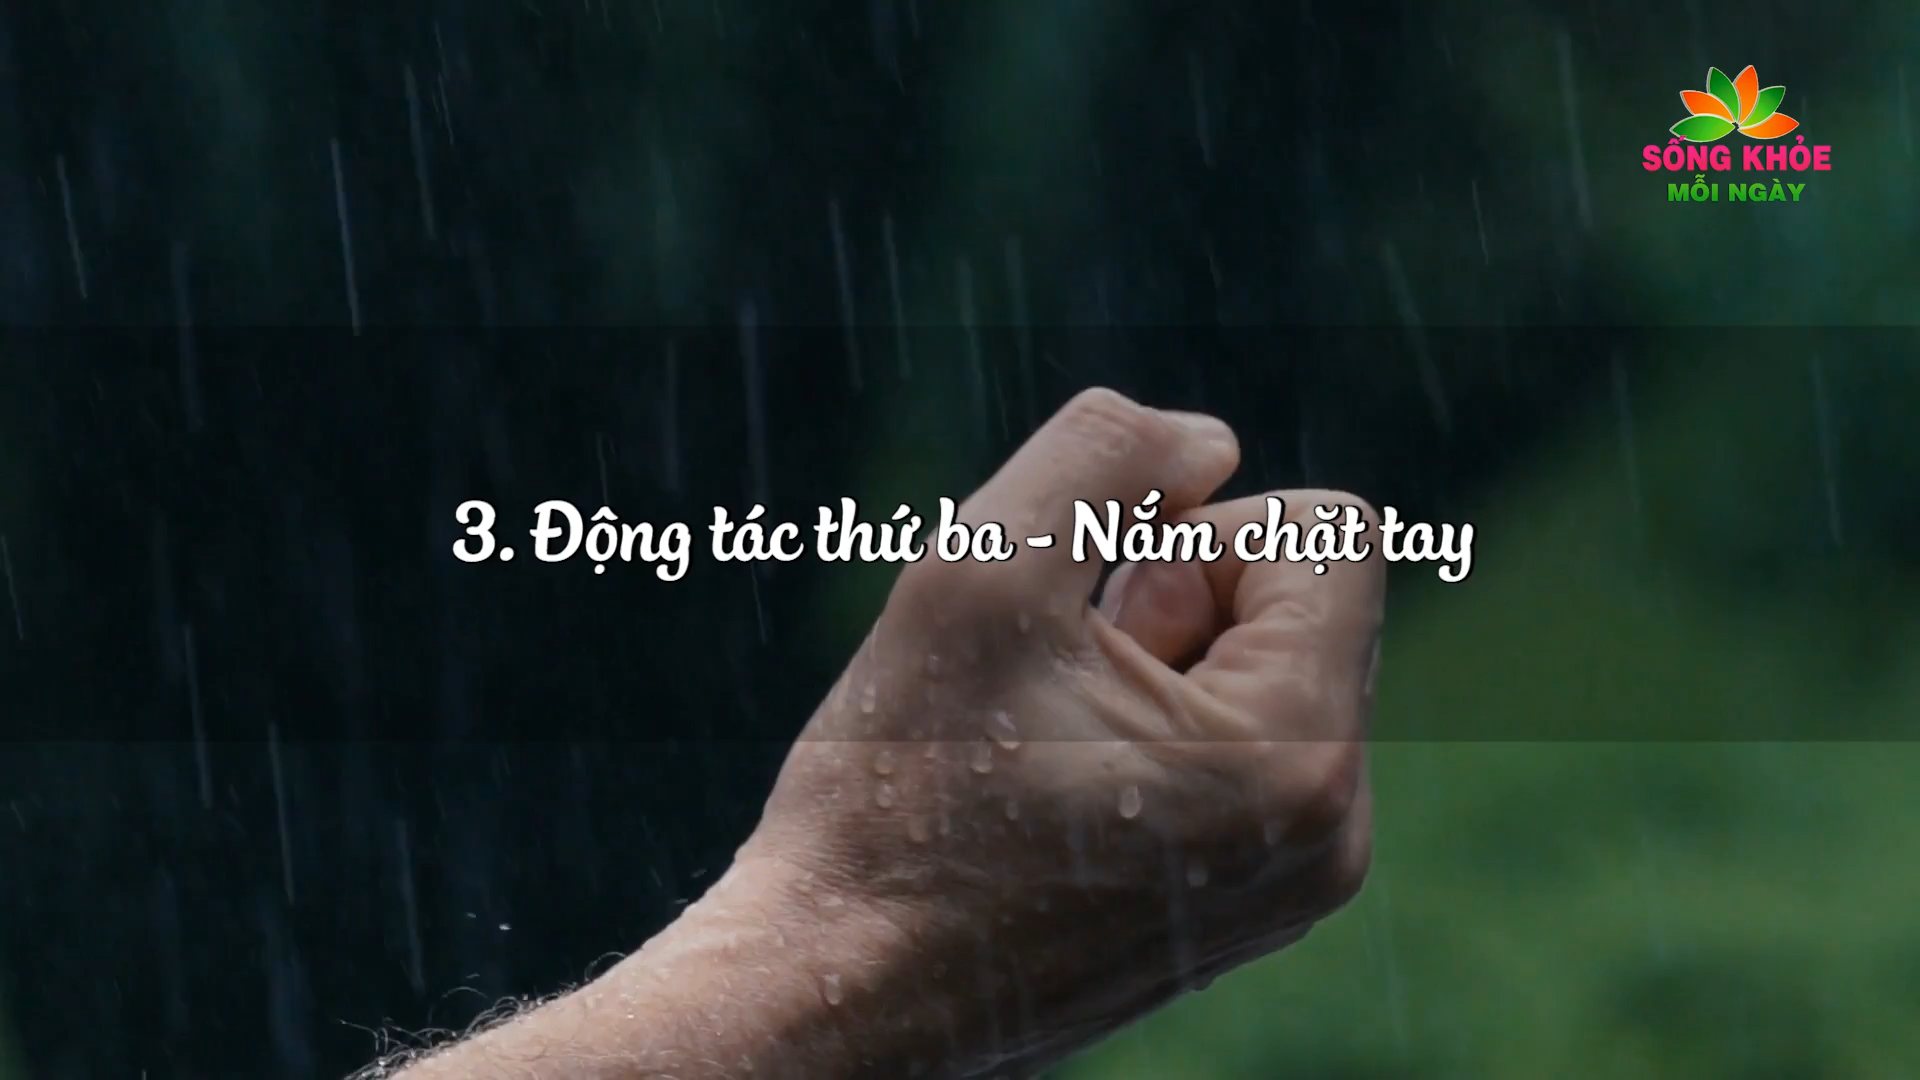 SỐNG KHỎE
MỖI NGÀY
3. Động tác thứ ba - Nắm chặt tay